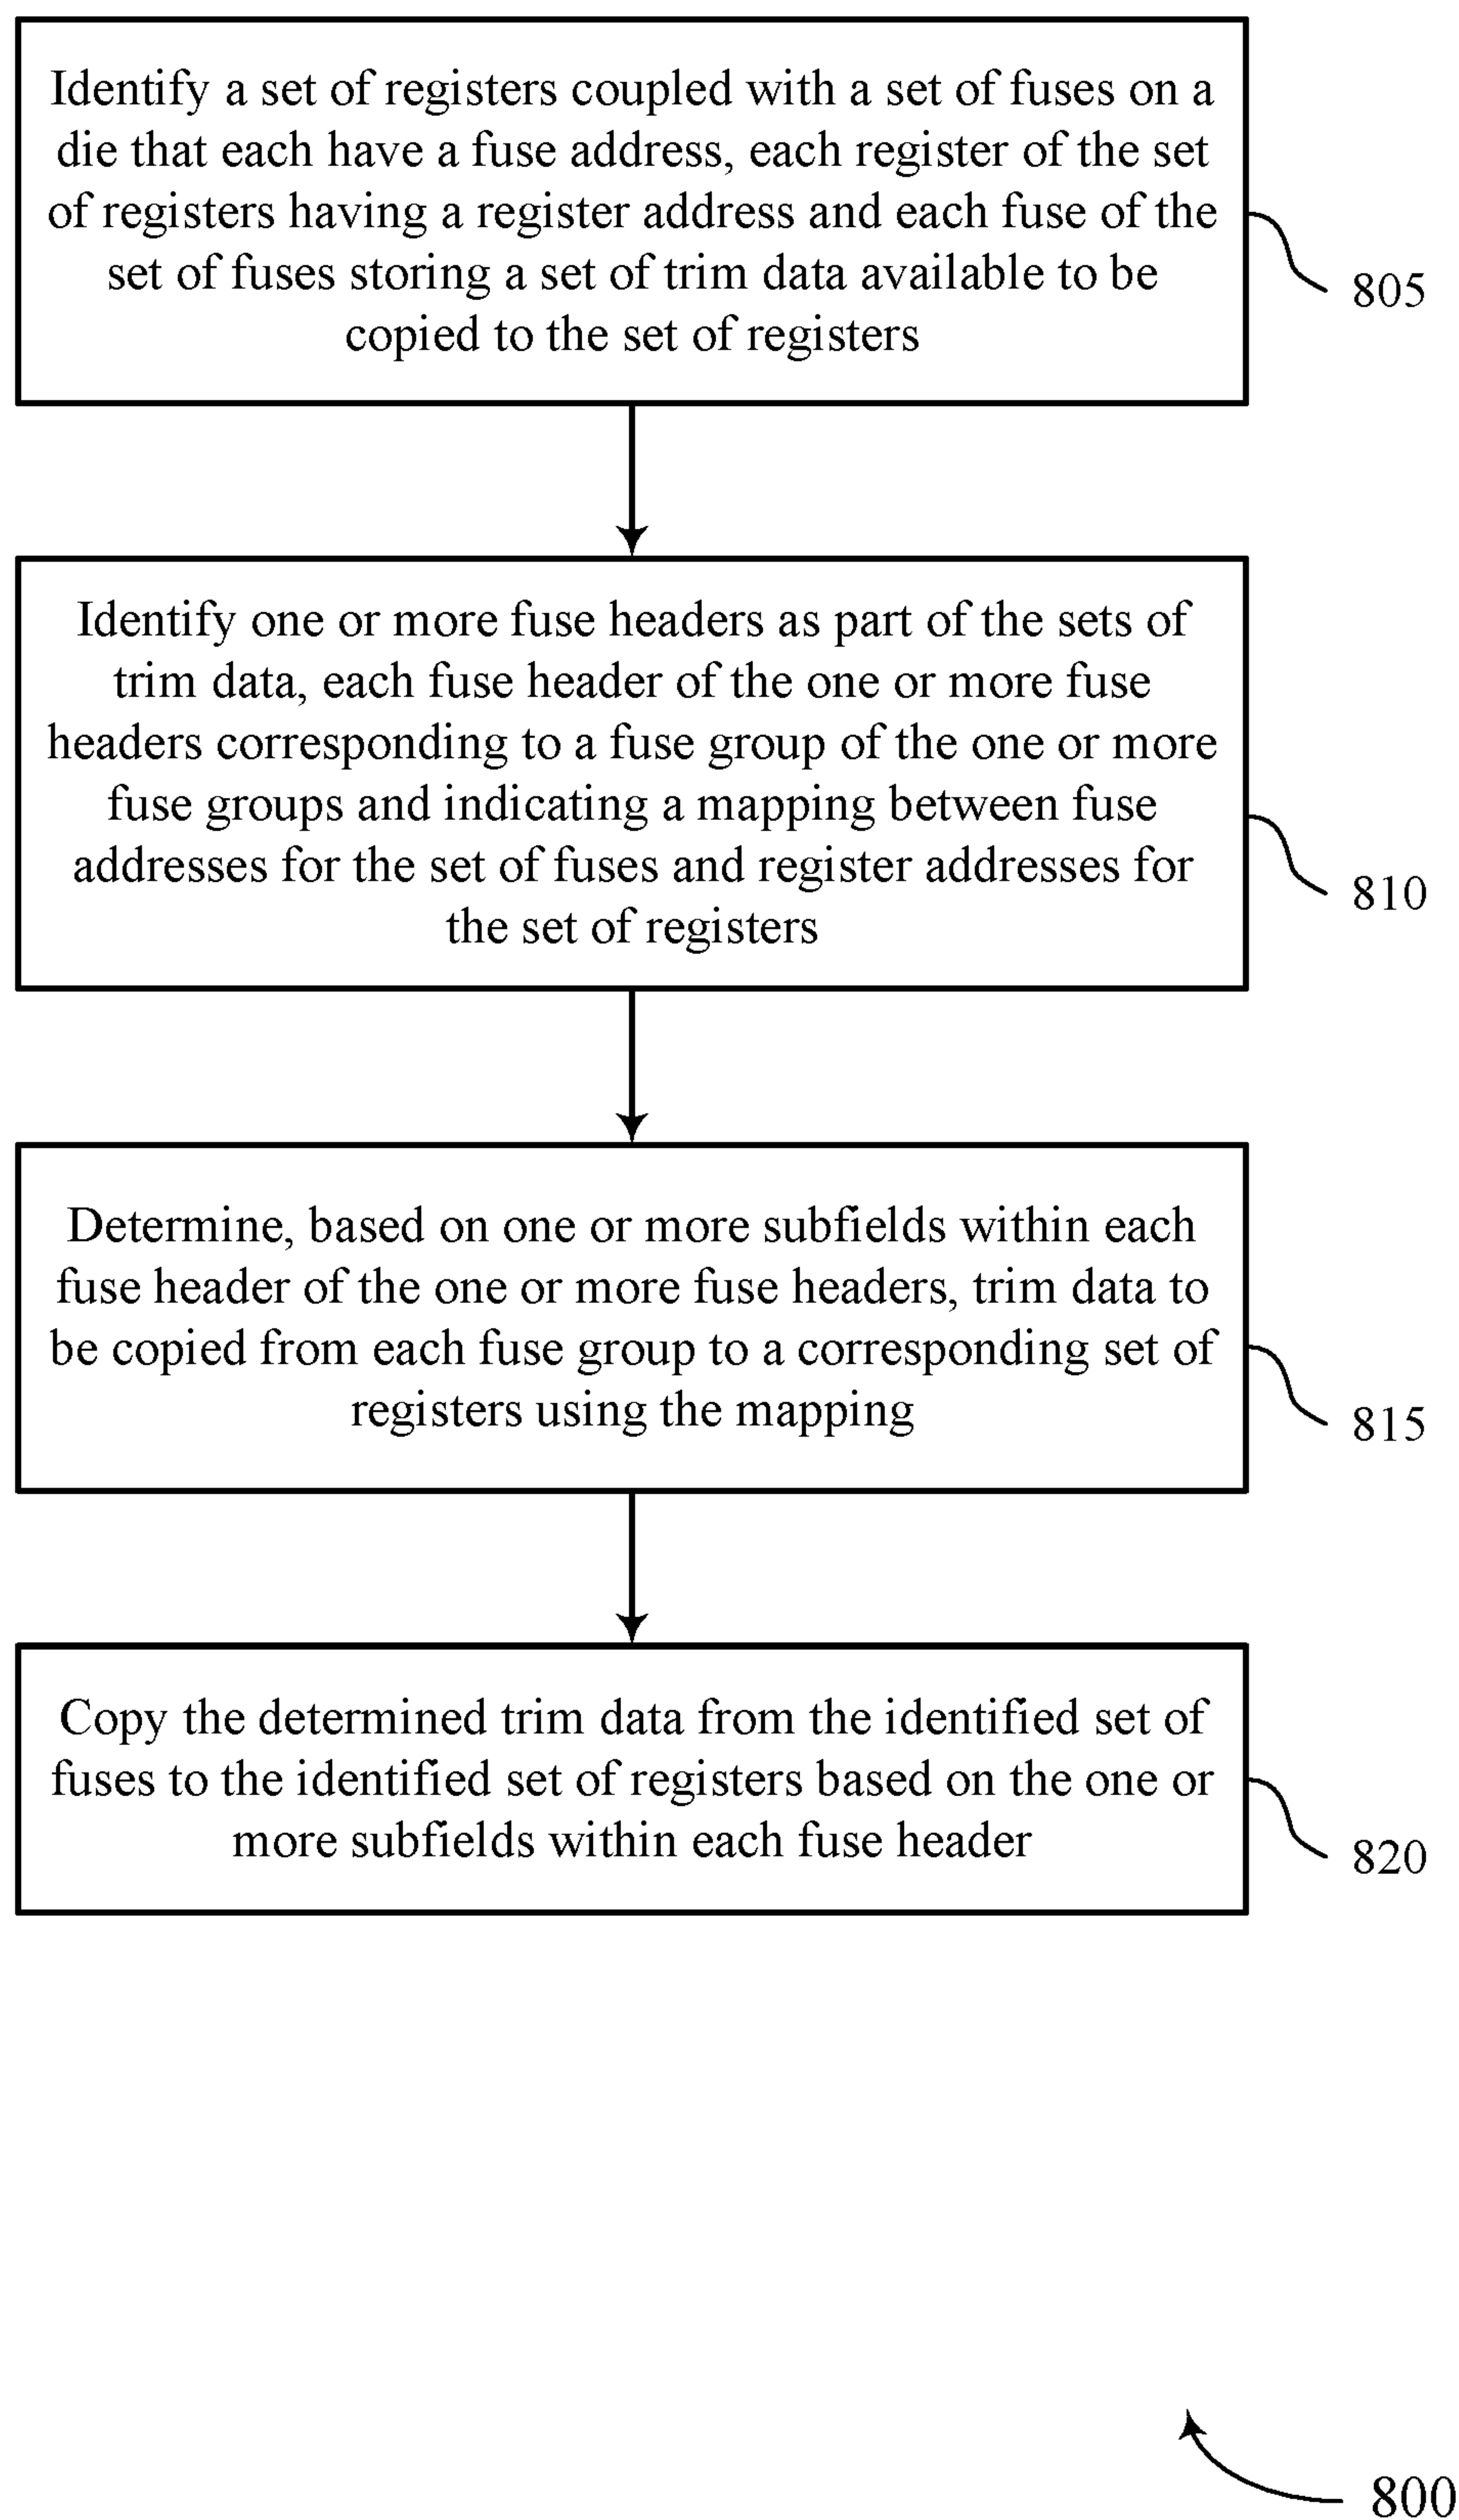 Identify a set of registers coupled with a set of fuses on a
die that each have a fuse address, each register of the set
of registers having a register address and each fuse of the
set of fuses storing a set of trim data available to be
copied to the set of registers
805
Identify one or more fuse headers as part of the sets of
trim data, each fuse header of the one or more fuse
headers corresponding to a fuse group of the one or more
fuse groups and indicating a mapping between fuse
addresses for the set of fuses and register addresses for
the set of registers
810
Determine, based on one or more subfields within each
fuse header of the one or more fuse headers, trim data to
be copied from each fuse group to a corresponding set of
registers using the mapping
815
Copy the determined trim data from the identified set of
fuses to the identified set of registers based on the one or
more subfields within each fuse header
820
800